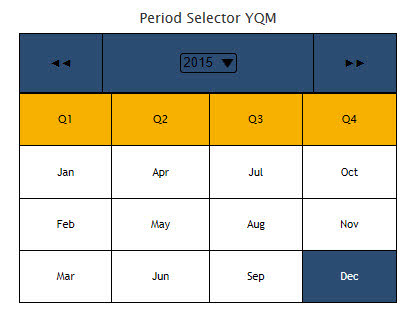 Period Selector YQM
◄◄ 2015 ▼ ►►
Q1 Q2 Q3 Q4
Jan Apr Jul Oct
Feb May Aug Nov
Mar Jun Sep Dec